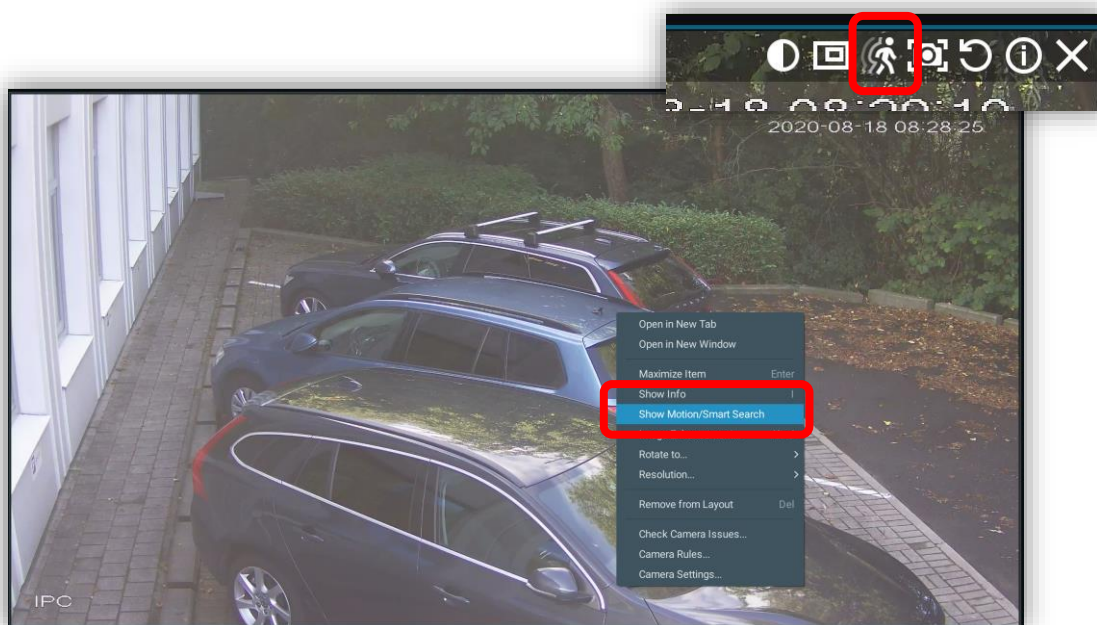 2020-08-18 08:28:25
Open in New Tab
Open in New Window
Maximize Item Enter
Show Info I
Show Motion/Smart Search
Rotate to... >
Resolution... >
Remove from Layout Del
Check Camera Issues...
Camera Rules...
Camera Settings...
IPC